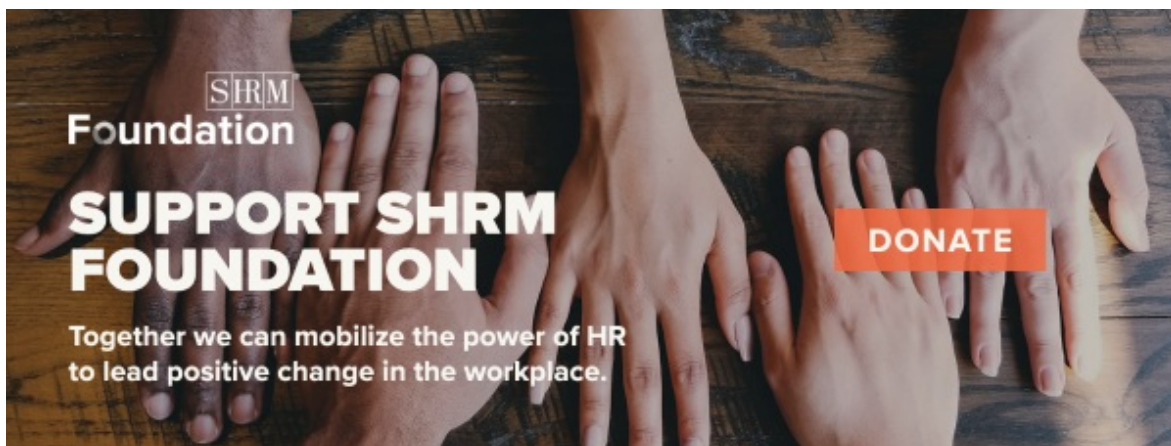 SHRM
Foundation
SUPPORT SHRM
FOUNDATION
DONATE
Together we can mobilize the power of HR
to lead positive change in the workplace.